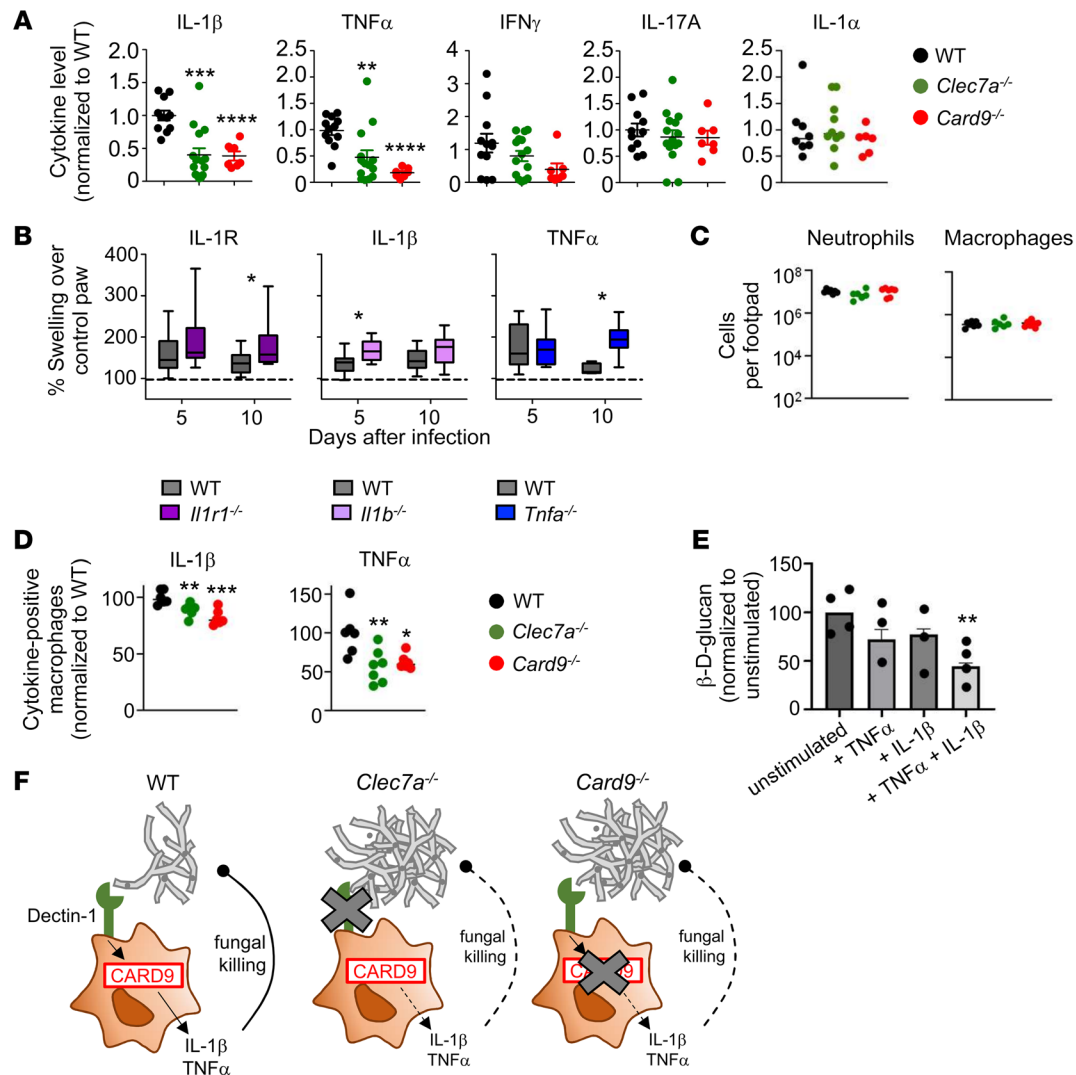 A
IL-1β
TNFα
IFNγ
IL-17A
IL-1α
Cytokine level
(normalized to WT)
2.0
1.5
1.0
0.5
0
***
****
2.5
2.0
1.5
1.0
0.5
0
**
****
4
3
2
1
0
2.5
2.0
1.5
1.0
0.5
0
2.5
2.0
1.5
1.0
0.5
0
WT
Clec7a-/-
Card9-/-
B
IL-1R
IL-1β
TNFα
% Swelling over
control paw
400
300
200
100
*
*
*
5 10
5 10
5 10
Days after infection
WT
Il1r1-/-
WT
Il1b-/-
WT
Tnfa-/-
C
Neutrophils
Macrophages
Cells
per footpad
10⁸
10⁶
10⁴
10²
D
IL-1β
TNFα
Cytokine-positive
macrophages
(normalized to WT)
100
50
0
**
***
150
100
50
0
**
*
WT
Clec7a-/-
Card9-/-
E
β-D-glucan
(normalized to
unstimulated)
150
100
50
0
**
unstimulated
+ TNFα
+ IL-1β
+ TNFα + IL-1β
F
WT
Clec7a-/-
Card9-/-
Dectin-1
CARD9
fungal
killing
IL-1β
TNFα
CARD9
fungal
killing
IL-1β
TNFα
CARD9
fungal
killing
IL-1β
TNFα